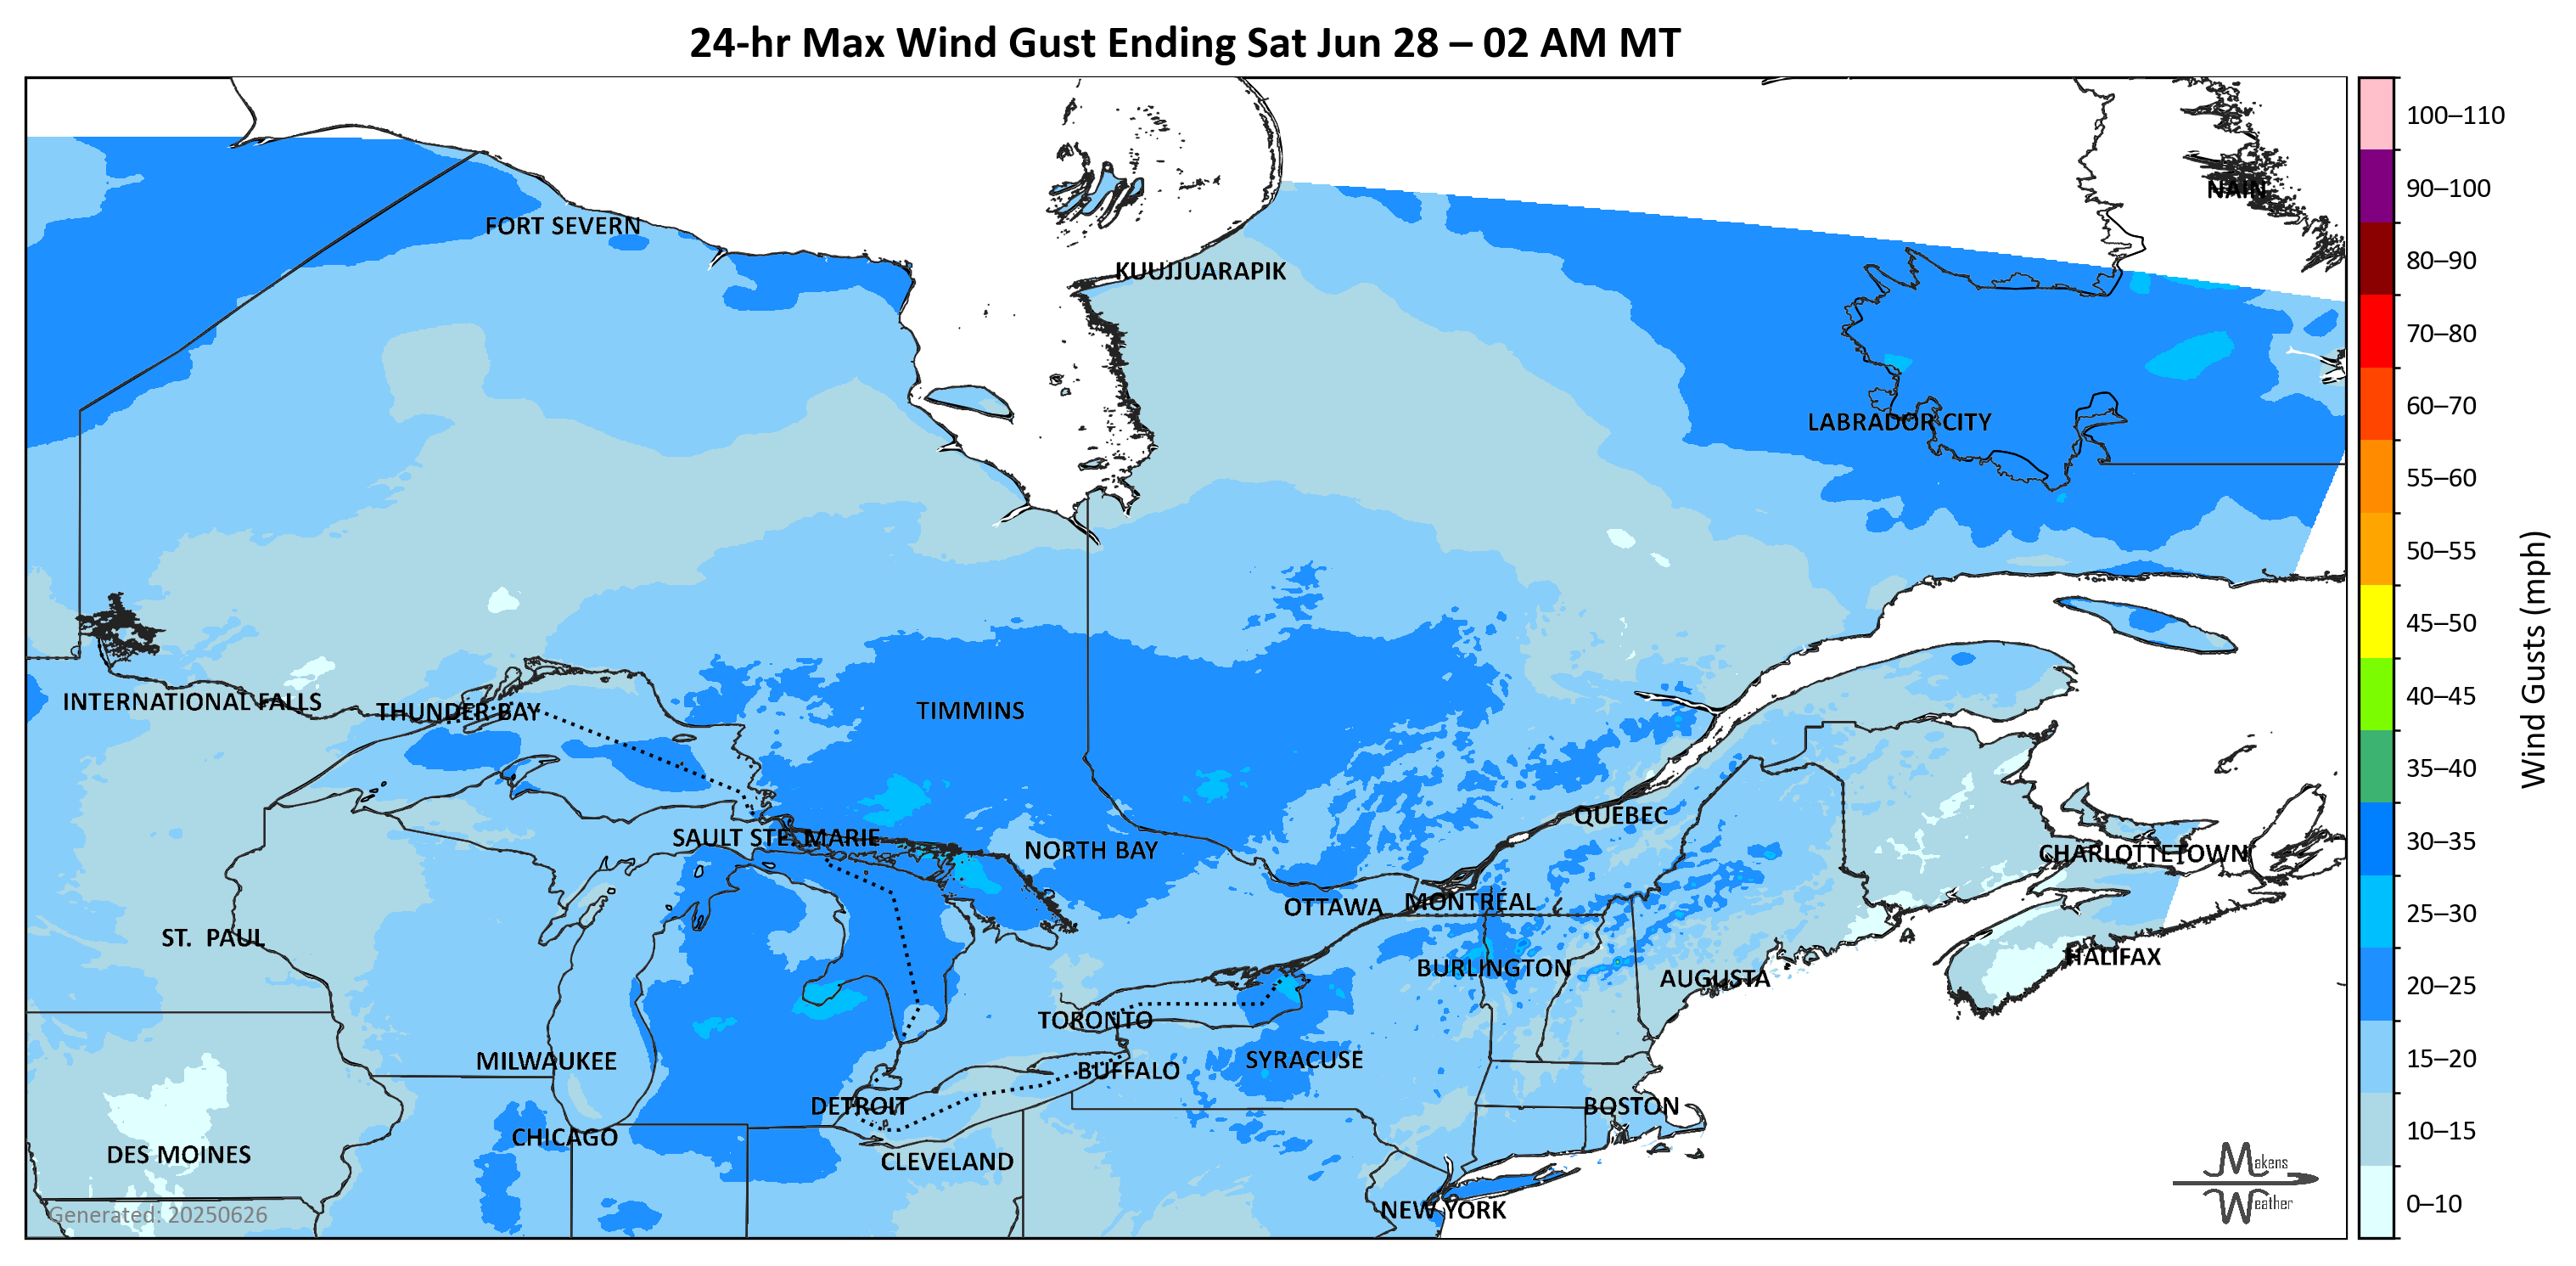 24-hr Max Wind Gust Ending Sat Jun 28 – 02 AM MT
100–110
90–100
NAIN
FORT SEVERN
80–90
KUUJJUARAPIK
70–80
60–70
LABRADOR CITY
55–60
50–55
45–50
Wind Gusts (mph)
40–45
INTERNATIONAL FALLS
THUNDER BAY
TIMMINS
35–40
QUEBEC
SAULT STE. MARIE
30–35
NORTH BAY
CHARLOTTETOWN
OTTAWA
MONTRÉAL
25–30
ST. PAUL
HALIFAX
BURLINGTON
AUGUSTA
20–25
TORONTO
MILWAUKEE
SYRACUSE
15–20
BUFFALO
DETROIT
BOSTON
10–15
CHICAGO
DES MOINES
CLEVELAND
Makens
Weather
0–10
NEW YORK
Generated: 20250626